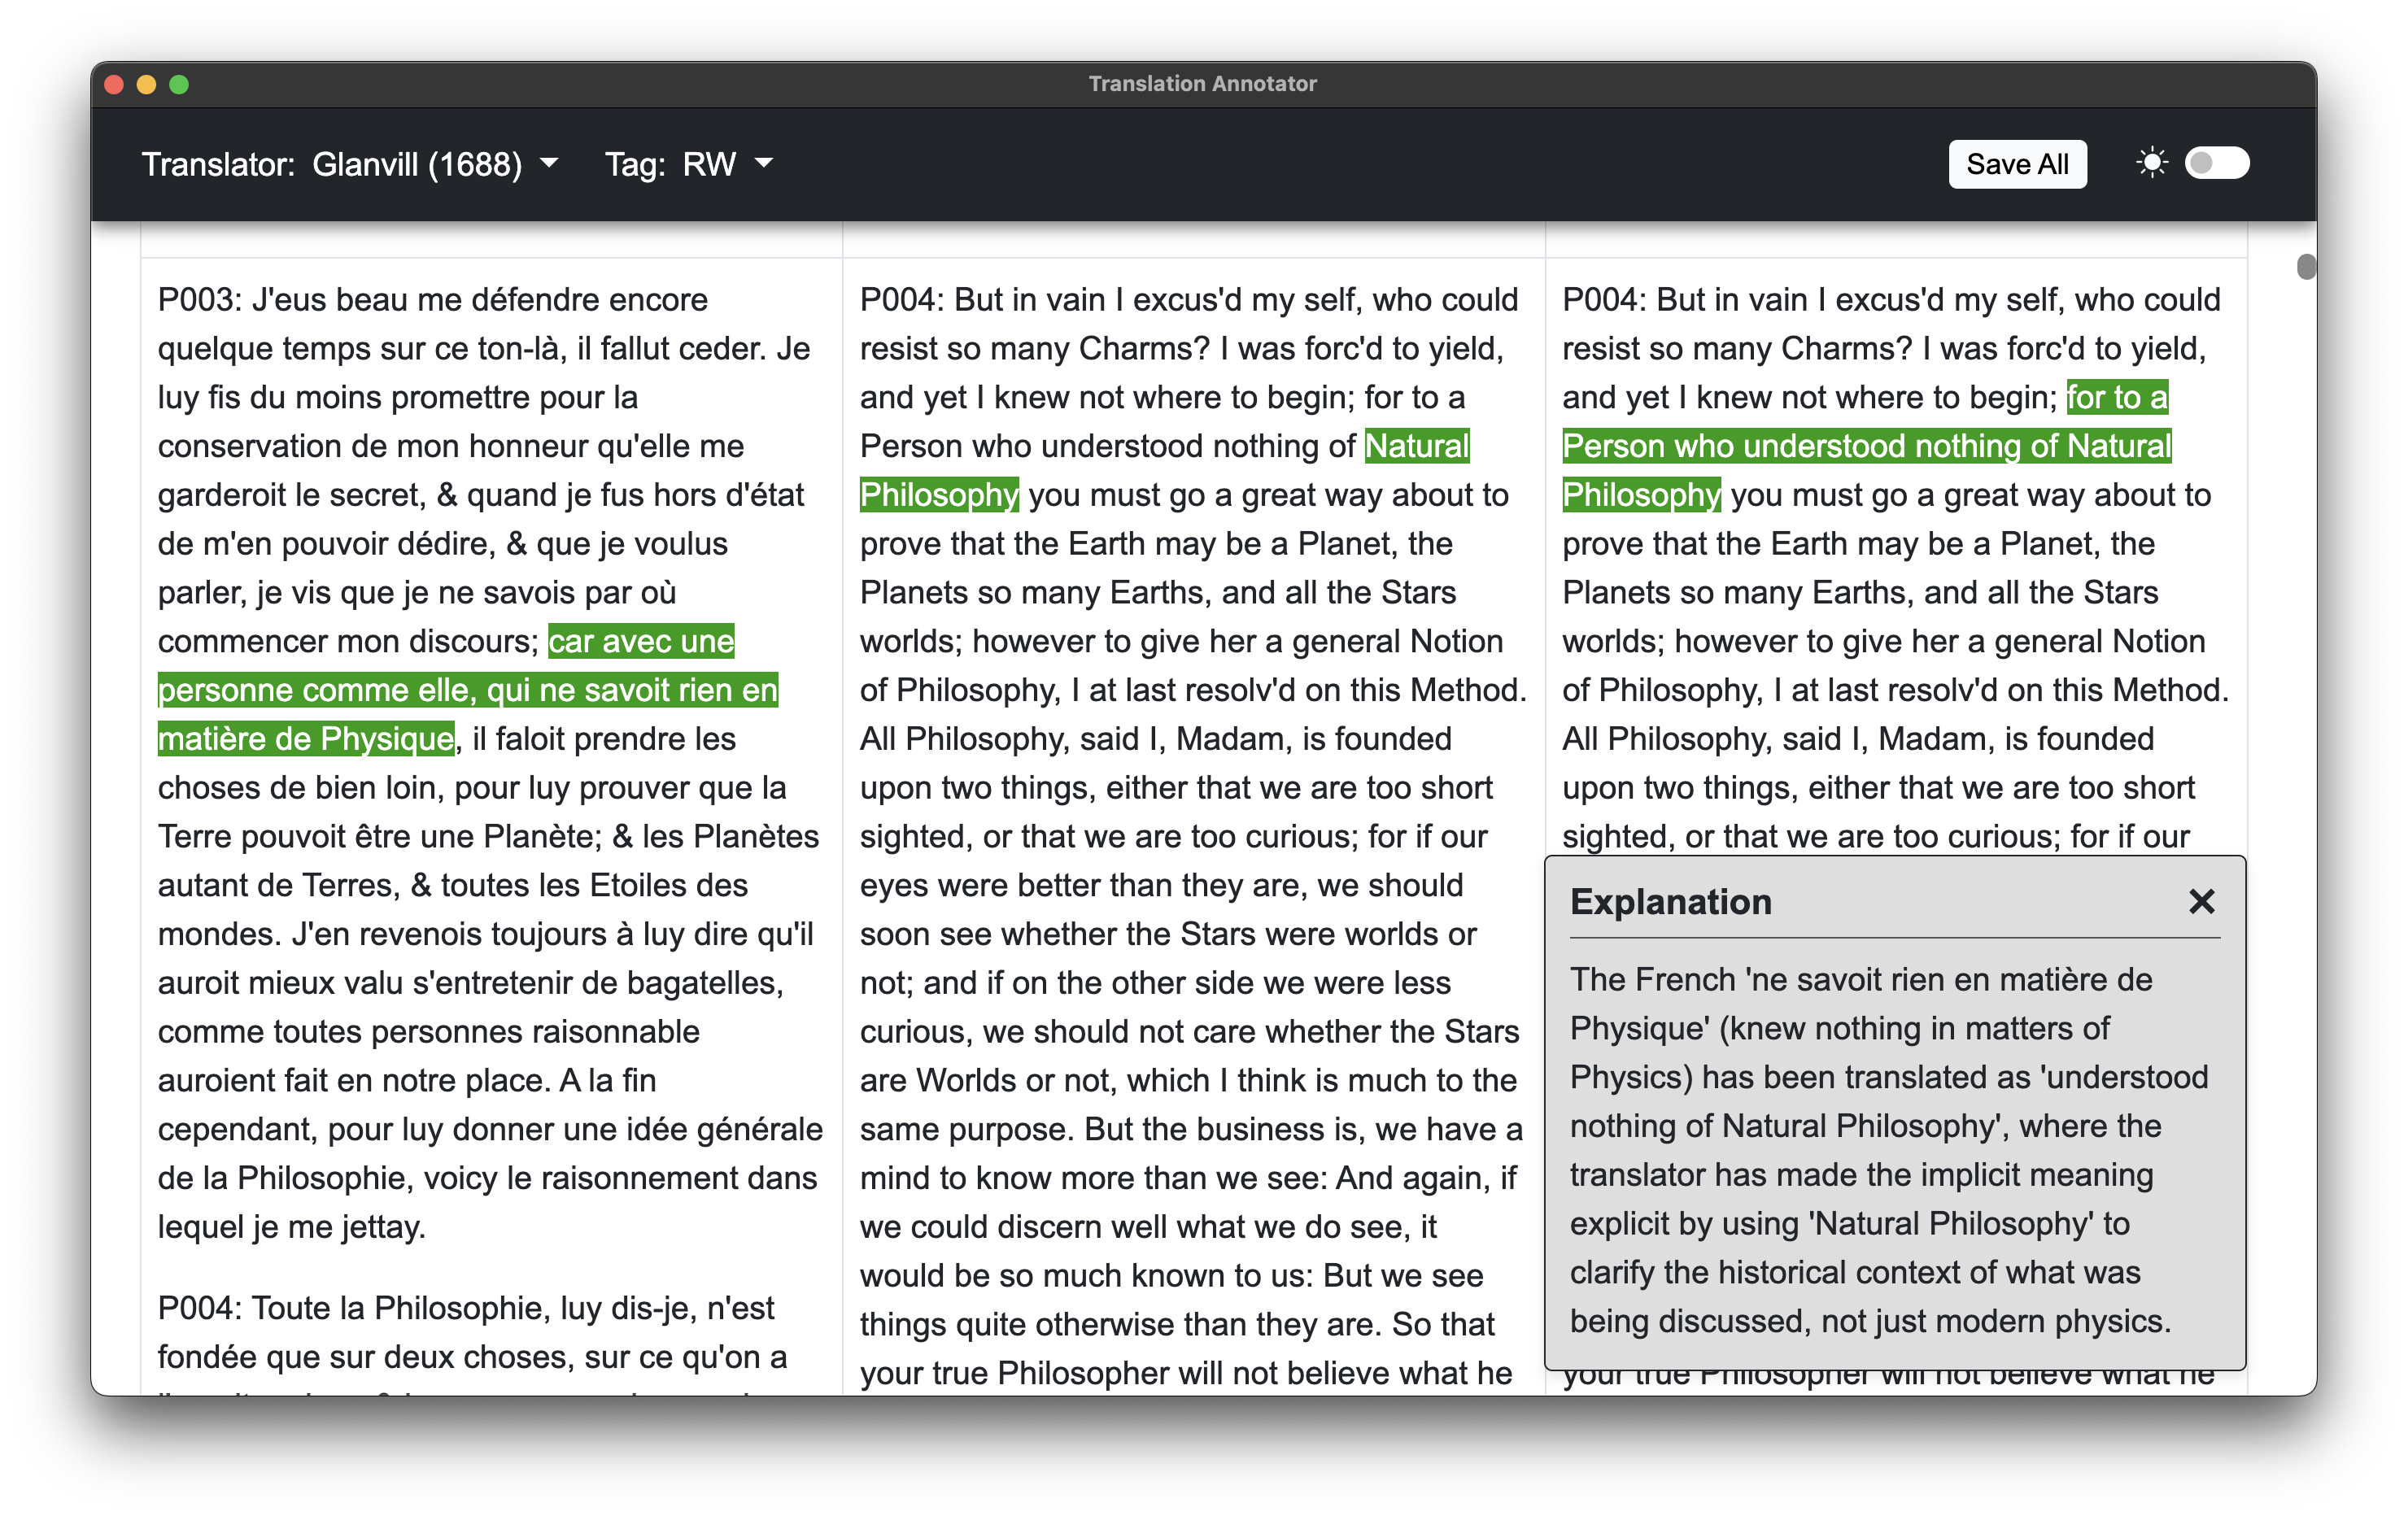 Translation Annotator
Translator: Glanvill (1688)
Tag: RW
Save All
P003: J'eus beau me défendre encore
quelque temps sur ce ton-là, il fallut ceder. Je
luy fis du moins promettre pour la
conservation de mon honneur qu'elle me
garderoit le secret, & quand je fus hors d'état
de m'en pouvoir dédire, & que je voulus
parler, je vis que je ne savois par où
commencer mon discours; car avec une
personne comme elle, qui ne savoit rien en
matière de Physique, il faloit prendre les
choses de bien loin, pour luy prouver que la
Terre pouvoit être une Planète; & les Planètes
autant de Terres, & toutes les Etoiles des
mondes. J'en revenois toujours à luy dire qu'il
auroit mieux valu s'entretenir de bagatelles,
comme toutes personnes raisonnable
auroient fait en notre place. A la fin
cependant, pour luy donner une idée générale
de la Philosophie, voicy le raisonnement dans
lequel je me jettay.
P004: Toute la Philosophie, luy dis-je, n'est
fondée que sur deux choses, sur ce qu'on a
P004: But in vain I excus'd my self, who could
resist so many Charms? I was forc'd to yield,
and yet I knew not where to begin; for to a
Person who understood nothing of Natural
Philosophy you must go a great way about to
prove that the Earth may be a Planet, the
Planets so many Earths, and all the Stars
worlds; however to give her a general Notion
of Philosophy, I at last resolv'd on this Method.
All Philosophy, said I, Madam, is founded
upon two things, either that we are too short
sighted, or that we are too curious; for if our
eyes were better than they are, we should
soon see whether the Stars were worlds or
not; and if on the other side we were less
curious, we should not care whether the Stars
are Worlds or not, which I think is much to the
same purpose. But the business is, we have a
mind to know more than we see: And again, if
we could discern well what we do see, it
would be so much known to us: But we see
things quite otherwise than they are. So that
your true Philosopher will not believe what he
P004: But in vain I excus'd my self, who could
resist so many Charms? I was forc'd to yield,
and yet I knew not where to begin; for to a
Person who understood nothing of Natural
Philosophy you must go a great way about to
prove that the Earth may be a Planet, the
Planets so many Earths, and all the Stars
worlds; however to give her a general Notion
of Philosophy, I at last resolv'd on this Method.
All Philosophy, said I, Madam, is founded
upon two things, either that we are too short
sighted, or that we are too curious; for if our
Explanation
The French 'ne savoit rien en matière de
Physique' (knew nothing in matters of
Physics) has been translated as 'understood
nothing of Natural Philosophy', where the
translator has made the implicit meaning
explicit by using 'Natural Philosophy' to
clarify the historical context of what was
being discussed, not just modern physics.
your true Philosopher will not believe what he